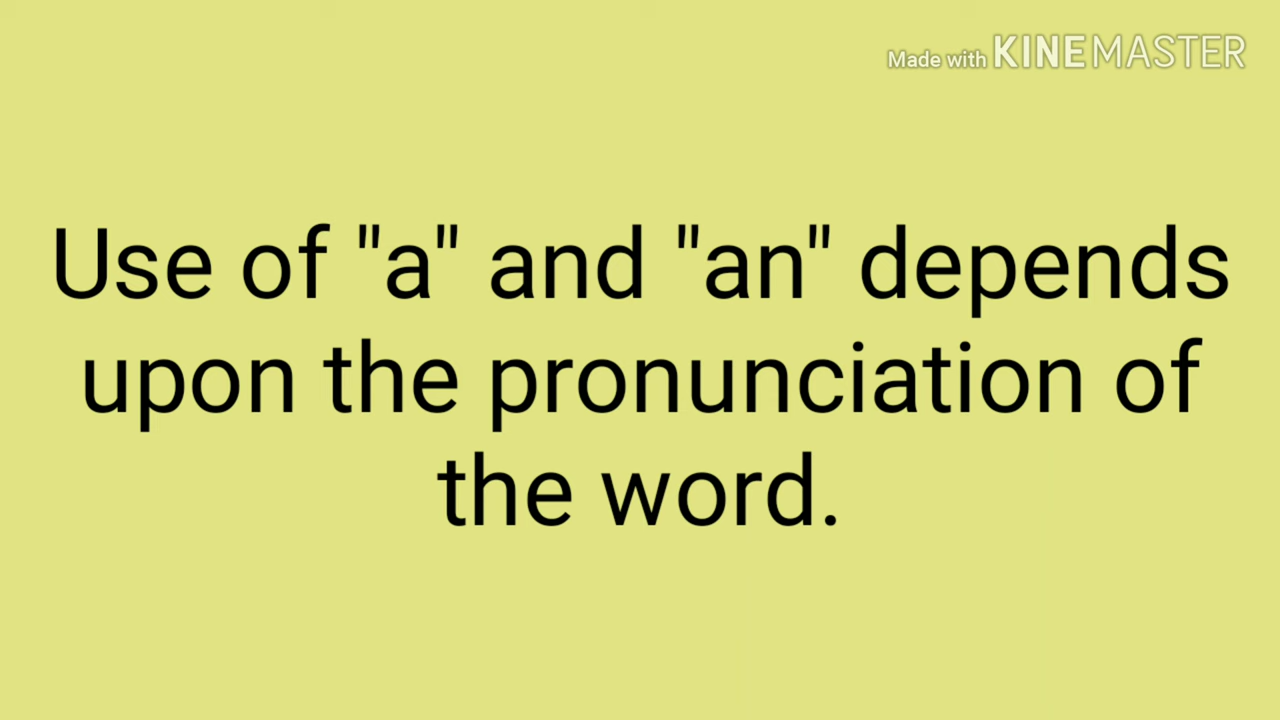 Made with KINEMASTER
Use of "a" and "an" depends
upon the pronunciation of
the word.